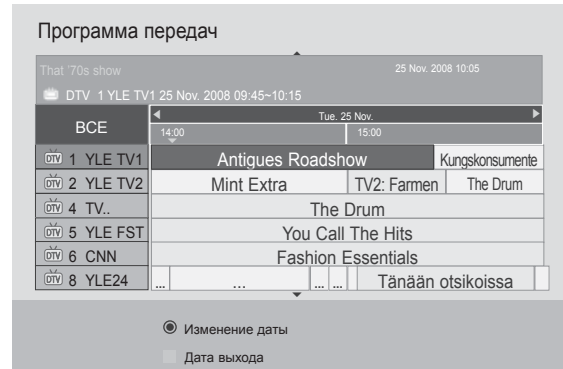 Программа передач
That '70s show 25 Nov. 2008 10:05
DTV 1 YLE TV1 25 Nov. 2008 09:45~10:15
ВСЕ
Tue. 25 Nov.
14:00 15:00
DTV 1 YLE TV1 Antigues Roadshow Kungskonsumente
DTV 2 YLE TV2 Mint Extra TV2: Farmen The Drum
DTV 4 TV.. The Drum
DTV 5 YLE FST You Call The Hits
DTV 6 CNN Fashion Essentials
DTV 8 YLE24 ... ... ... ... Tänään otsikoissa
Изменение даты
Дата выхода